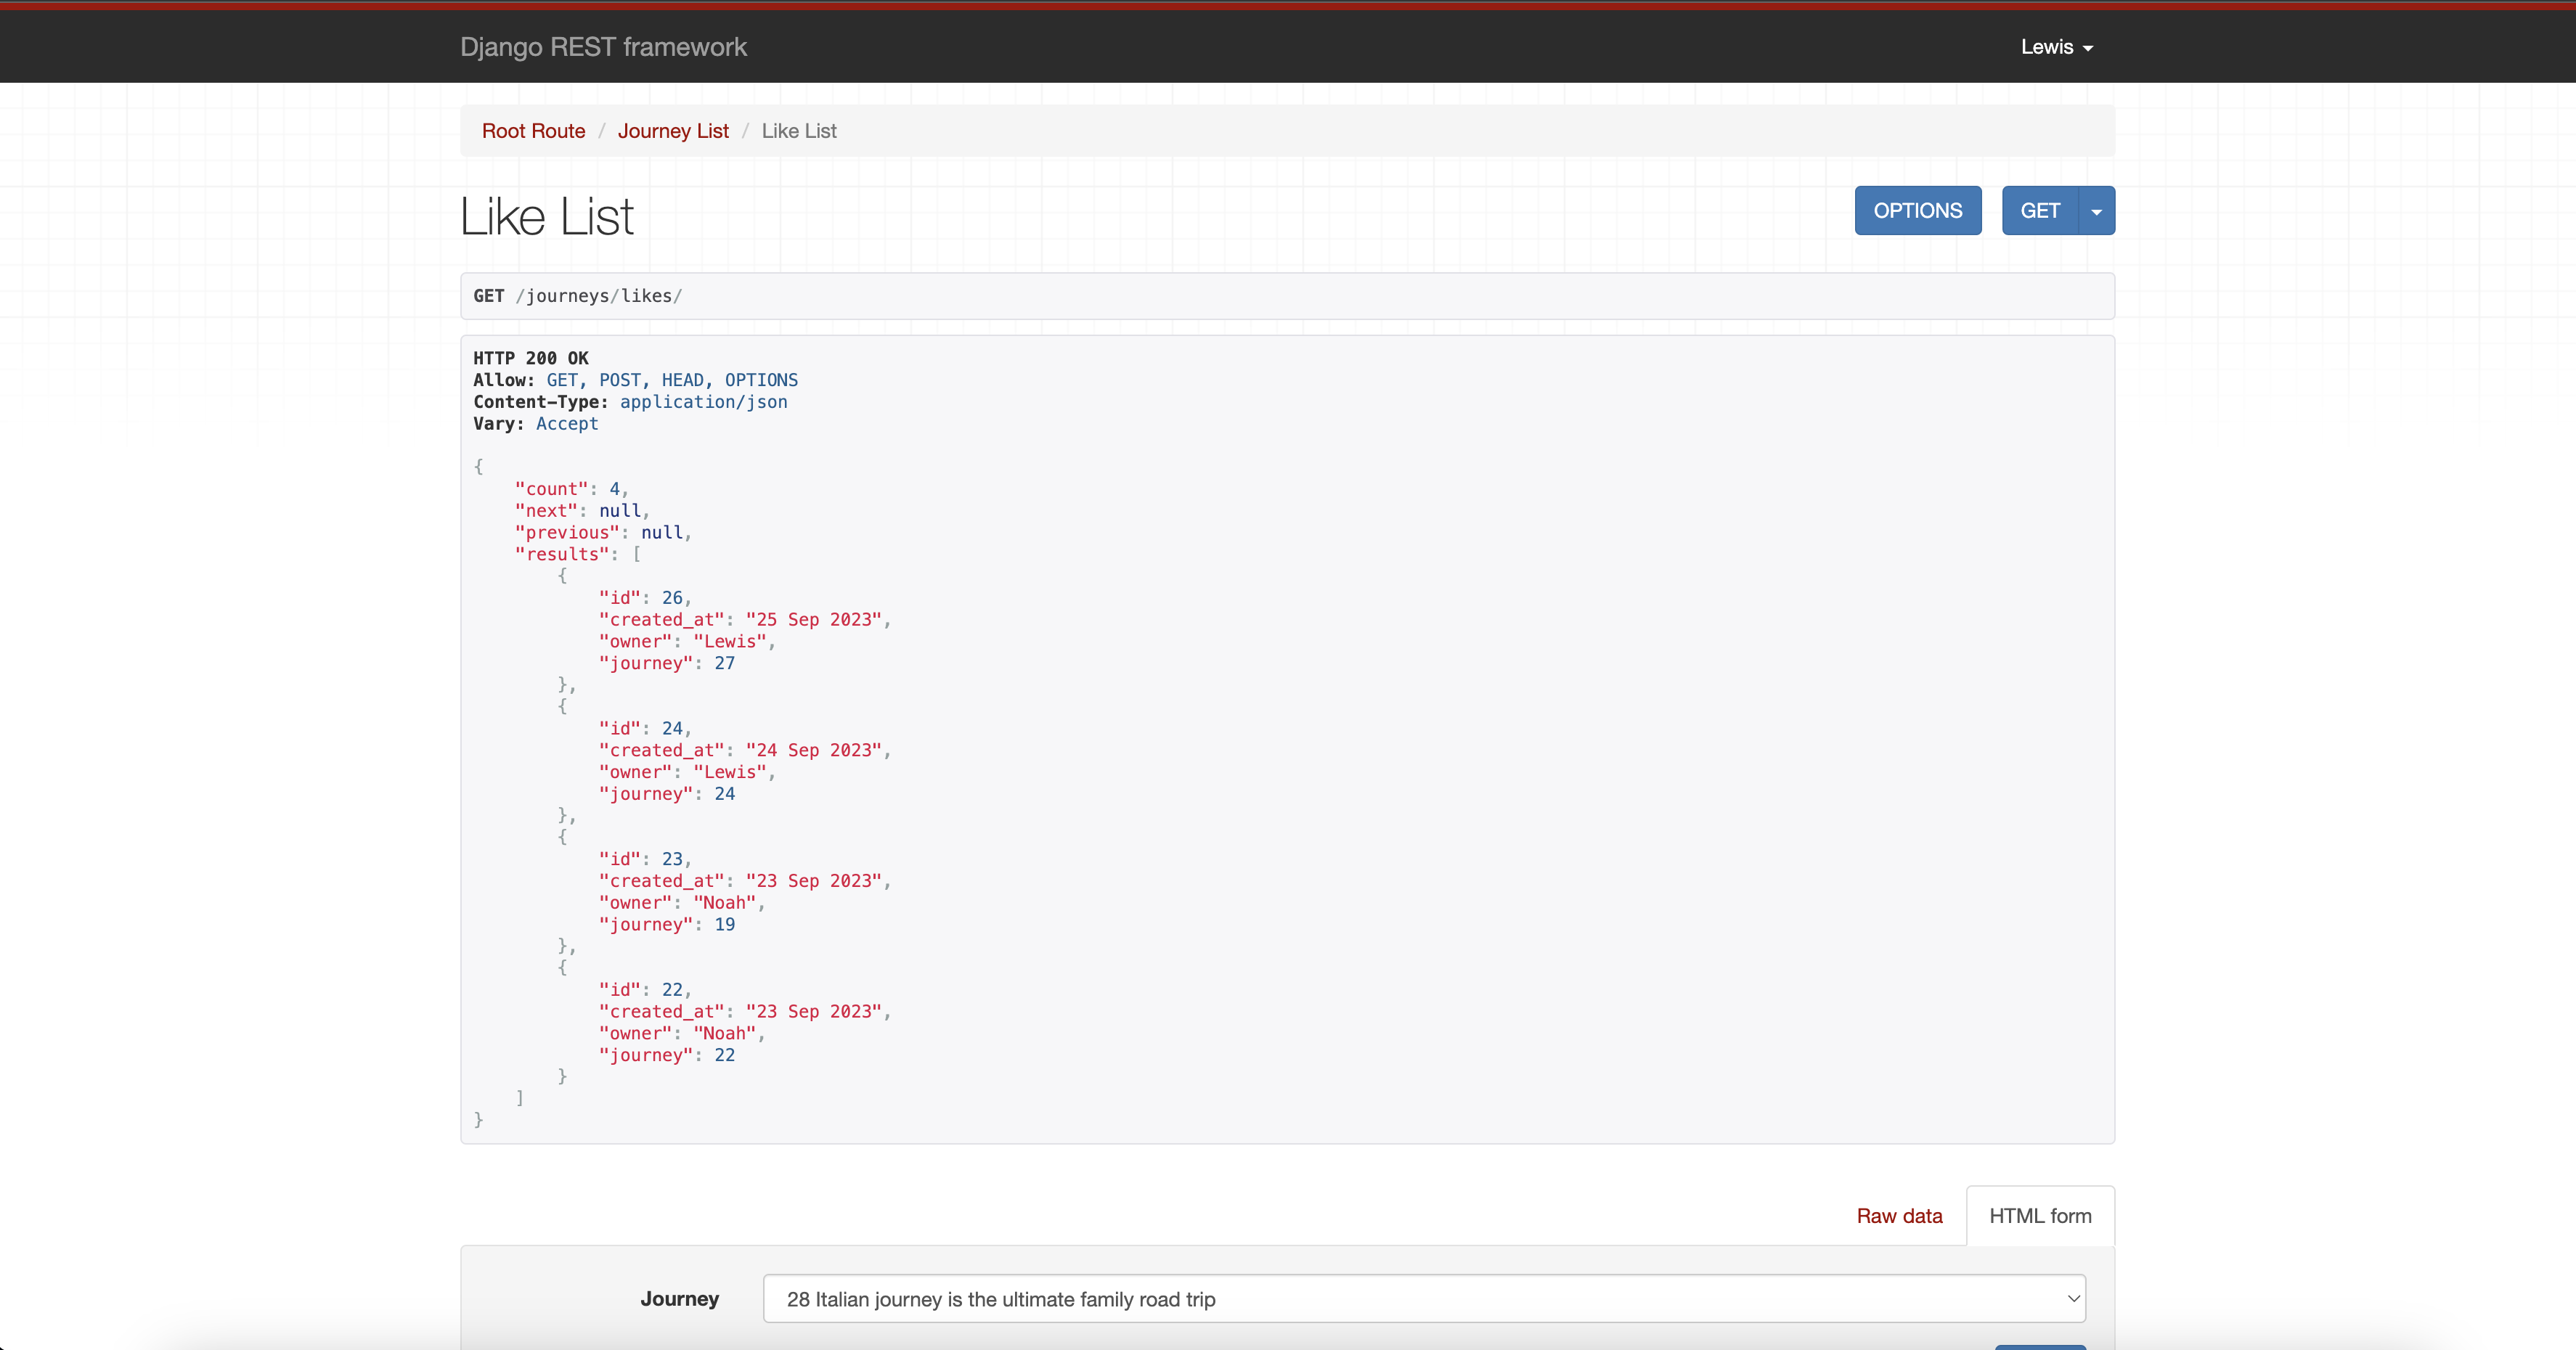 Django REST framework
Lewis
Root Route / Journey List / Like List
Like List
OPTIONS
GET
GET /journeys/likes/
HTTP 200 OK
Allow: GET, POST, HEAD, OPTIONS
Content-Type: application/json
Vary: Accept
{
    "count": 4,
    "next": null,
    "previous": null,
    "results": [
        {
            "id": 26,
            "created_at": "25 Sep 2023",
            "owner": "Lewis",
            "journey": 27
        },
        {
            "id": 24,
            "created_at": "24 Sep 2023",
            "owner": "Lewis",
            "journey": 24
        },
        {
            "id": 23,
            "created_at": "23 Sep 2023",
            "owner": "Noah",
            "journey": 19
        },
        {
            "id": 22,
            "created_at": "23 Sep 2023",
            "owner": "Noah",
            "journey": 22
        }
    ]
}
Raw data
HTML form
Journey
28 Italian journey is the ultimate family road trip